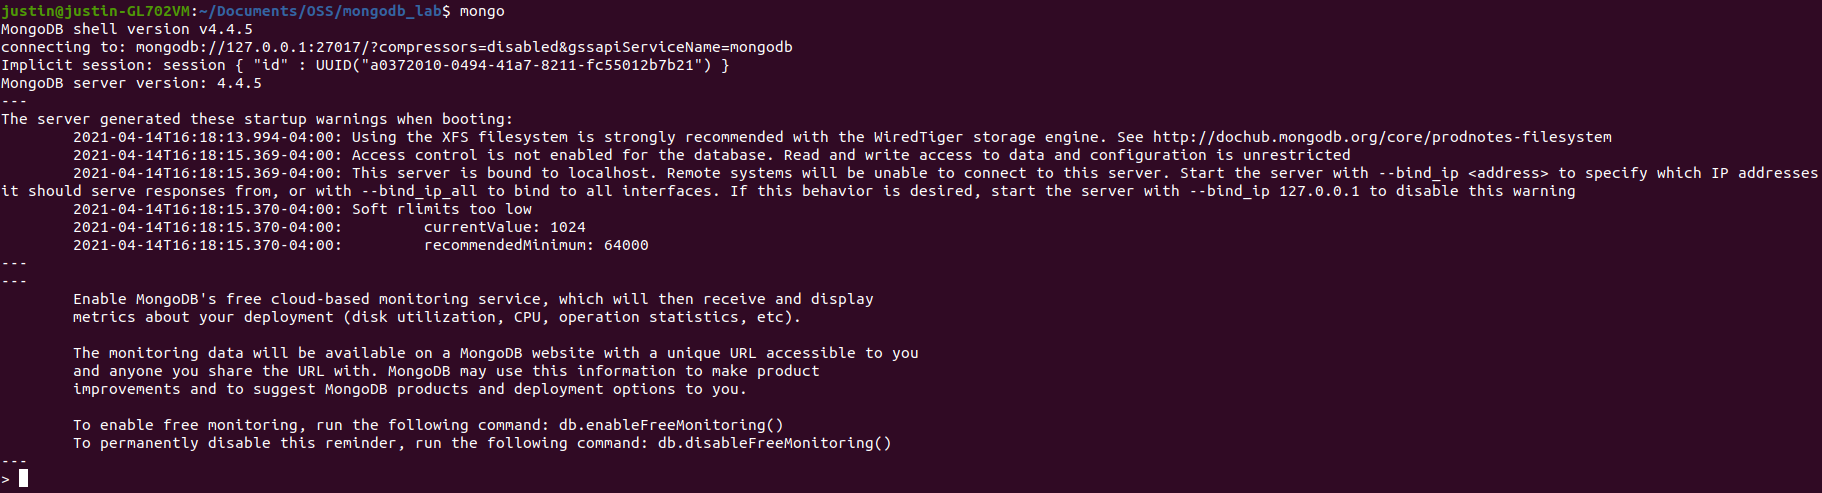 justin@justin-GL702VM:~/Documents/OSS/mongodb_lab$ mongo
MongoDB shell version v4.4.5
connecting to: mongodb://127.0.0.1:27017/?compressors=disabled&gssapiServiceName=mongodb
Implicit session: session { "id" : UUID("a0372010-0494-41a7-8211-fc55012b7b21") }
MongoDB server version: 4.4.5
---
The server generated these startup warnings when booting:
        2021-04-14T16:18:13.994-04:00: Using the XFS filesystem is strongly recommended with the WiredTiger storage engine. See http://dochub.mongodb.org/core/prodnotes-filesystem
        2021-04-14T16:18:15.369-04:00: Access control is not enabled for the database. Read and write access to data and configuration is unrestricted
        2021-04-14T16:18:15.369-04:00: This server is bound to localhost. Remote systems will be unable to connect to this server. Start the server with --bind_ip <address> to specify which IP addresses
it should serve responses from, or with --bind_ip_all to bind to all interfaces. If this behavior is desired, start the server with --bind_ip 127.0.0.1 to disable this warning
        2021-04-14T16:18:15.370-04:00: Soft rlimits too low
        2021-04-14T16:18:15.370-04:00:         currentValue: 1024
        2021-04-14T16:18:15.370-04:00:         recommendedMinimum: 64000
---
---
        Enable MongoDB's free cloud-based monitoring service, which will then receive and display
        metrics about your deployment (disk utilization, CPU, operation statistics, etc).

        The monitoring data will be available on a MongoDB website with a unique URL accessible to you
        and anyone you share the URL with. MongoDB may use this information to make product
        improvements and to suggest MongoDB products and deployment options to you.

        To enable free monitoring, run the following command: db.enableFreeMonitoring()
        To permanently disable this reminder, run the following command: db.disableFreeMonitoring()
---
>